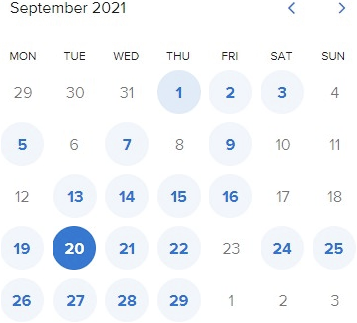 September 2021
MON TUE WED THU FRI SAT SUN
29 30 31 1 2 3 4
5 6 7 8 9 10 11
12 13 14 15 16 17 18
19 20 21 22 23 24 25
26 27 28 29 1 2 3